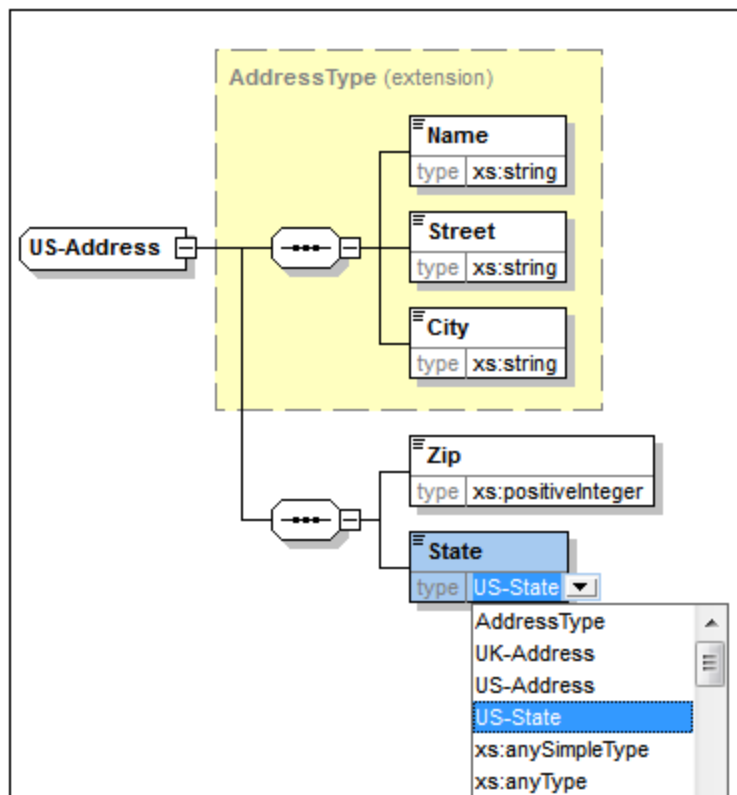 AddressType (extension)
Name
type xs:string
Street
type xs:string
US-Address
City
type xs:string
Zip
type xs:positiveInteger
State
type US-State
AddressType
UK-Address
US-Address
US-State
xs:anySimpleType
xs:anyType